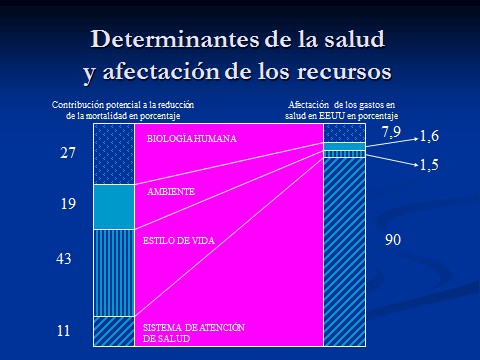 Determinantes de la salud
y afectación de los recursos
Contribución potencial a la reducción
de la mortalidad en porcentaje
Afectación de los gastos en
salud en EEUU en porcentaje
27
BIOLOGÍA HUMANA
7,9
1,6
1,5
19
AMBIENTE
43
ESTILO DE VIDA
90
11
SISTEMA DE ATENCIÓN
DE SALUD